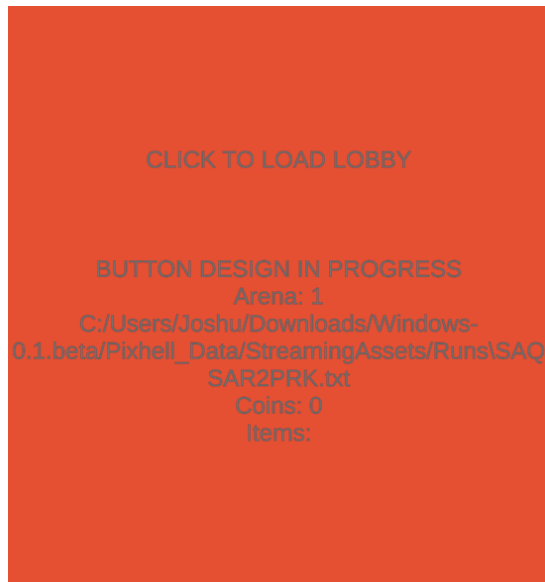 CLICK TO LOAD LOBBY
BUTTON DESIGN IN PROGRESS
Arena: 1
C:/Users/Joshu/Downloads/Windows-
0.1.beta/Pixhell_Data/StreamingAssets/Runs\SAQ
SAR2PRK.txt
Coins: 0
Items: